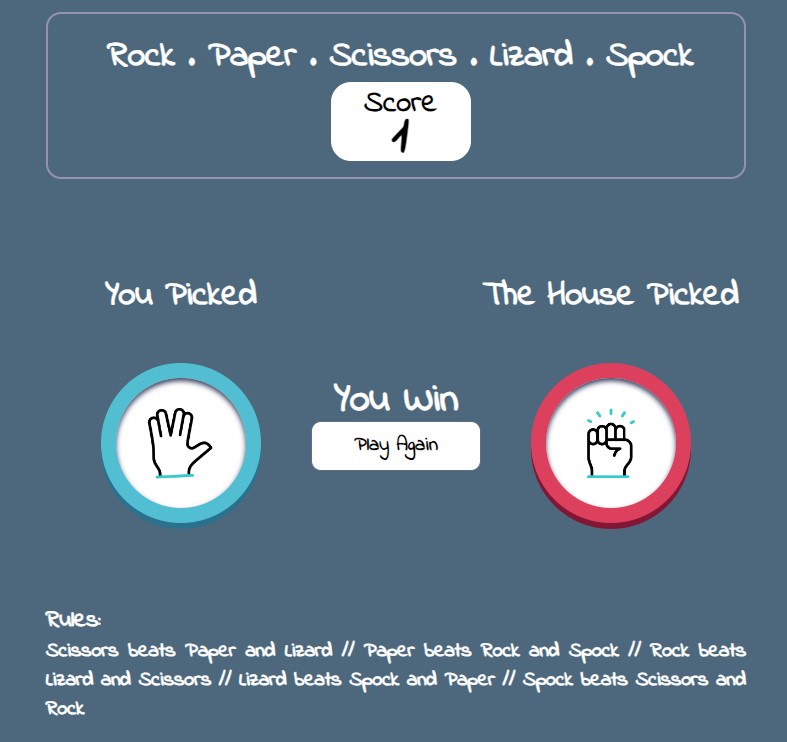 Rock . Paper . Scissors . Lizard . Spock
Score
1
You Picked
The House Picked
You Win
Play Again
Rules:
Scissors beats Paper and Lizard // Paper beats Rock and Spock // Rock beats
Lizard and Scissors // Lizard beats Spock and Paper // Spock beats Scissors and
Rock